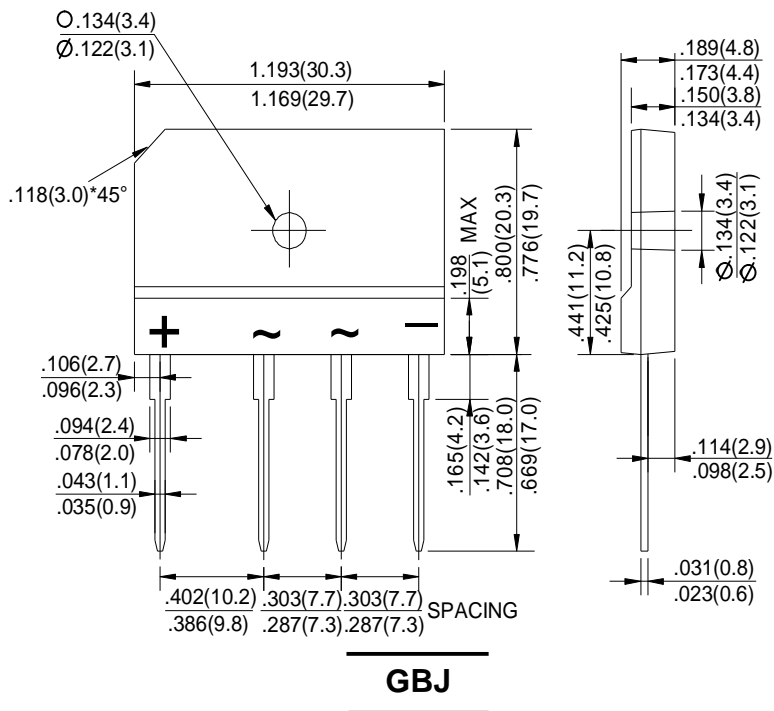 O.134(3.4)
Ø.122(3.1)
1.193(30.3)
1.169(29.7)
.118(3.0)*45°
.198
(5.1)
MAX
.800(20.3)
.776(19.7)
+ ~ ~ −
.106(2.7)
.096(2.3)
.094(2.4)
.078(2.0)
.043(1.1)
.035(0.9)
.165(4.2)
.142(3.6)
.708(18.0)
.669(17.0)
.402(10.2) .303(7.7) .303(7.7)
.386(9.8) .287(7.3) .287(7.3)
SPACING
.189(4.8)
.173(4.4)
.150(3.8)
.134(3.4)
.134(3.4)
Ø
.122(3.1)
Ø
.441(11.2)
.425(10.8)
.114(2.9)
.098(2.5)
.031(0.8)
.023(0.6)
GBJ